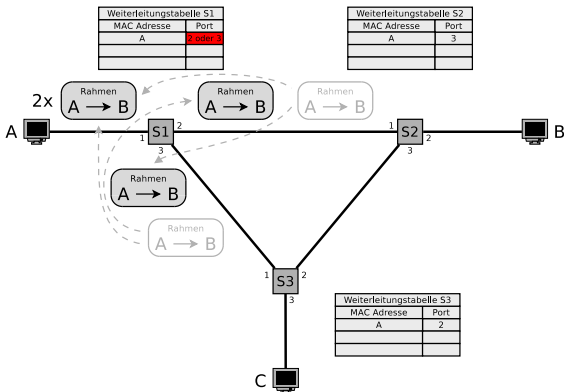 Weiterleitungstabelle S1
MAC Adresse Port
A 2 oder 3
Weiterleitungstabelle S2
MAC Adresse Port
A 3
2x
Rahmen
A → B
Rahmen
A → B
Rahmen
A → B
A
1 S1 2
3
1 S2 2
3
B
Rahmen
A → B
Rahmen
A → B
1 S3 2
3
Weiterleitungstabelle S3
MAC Adresse Port
A 2
C